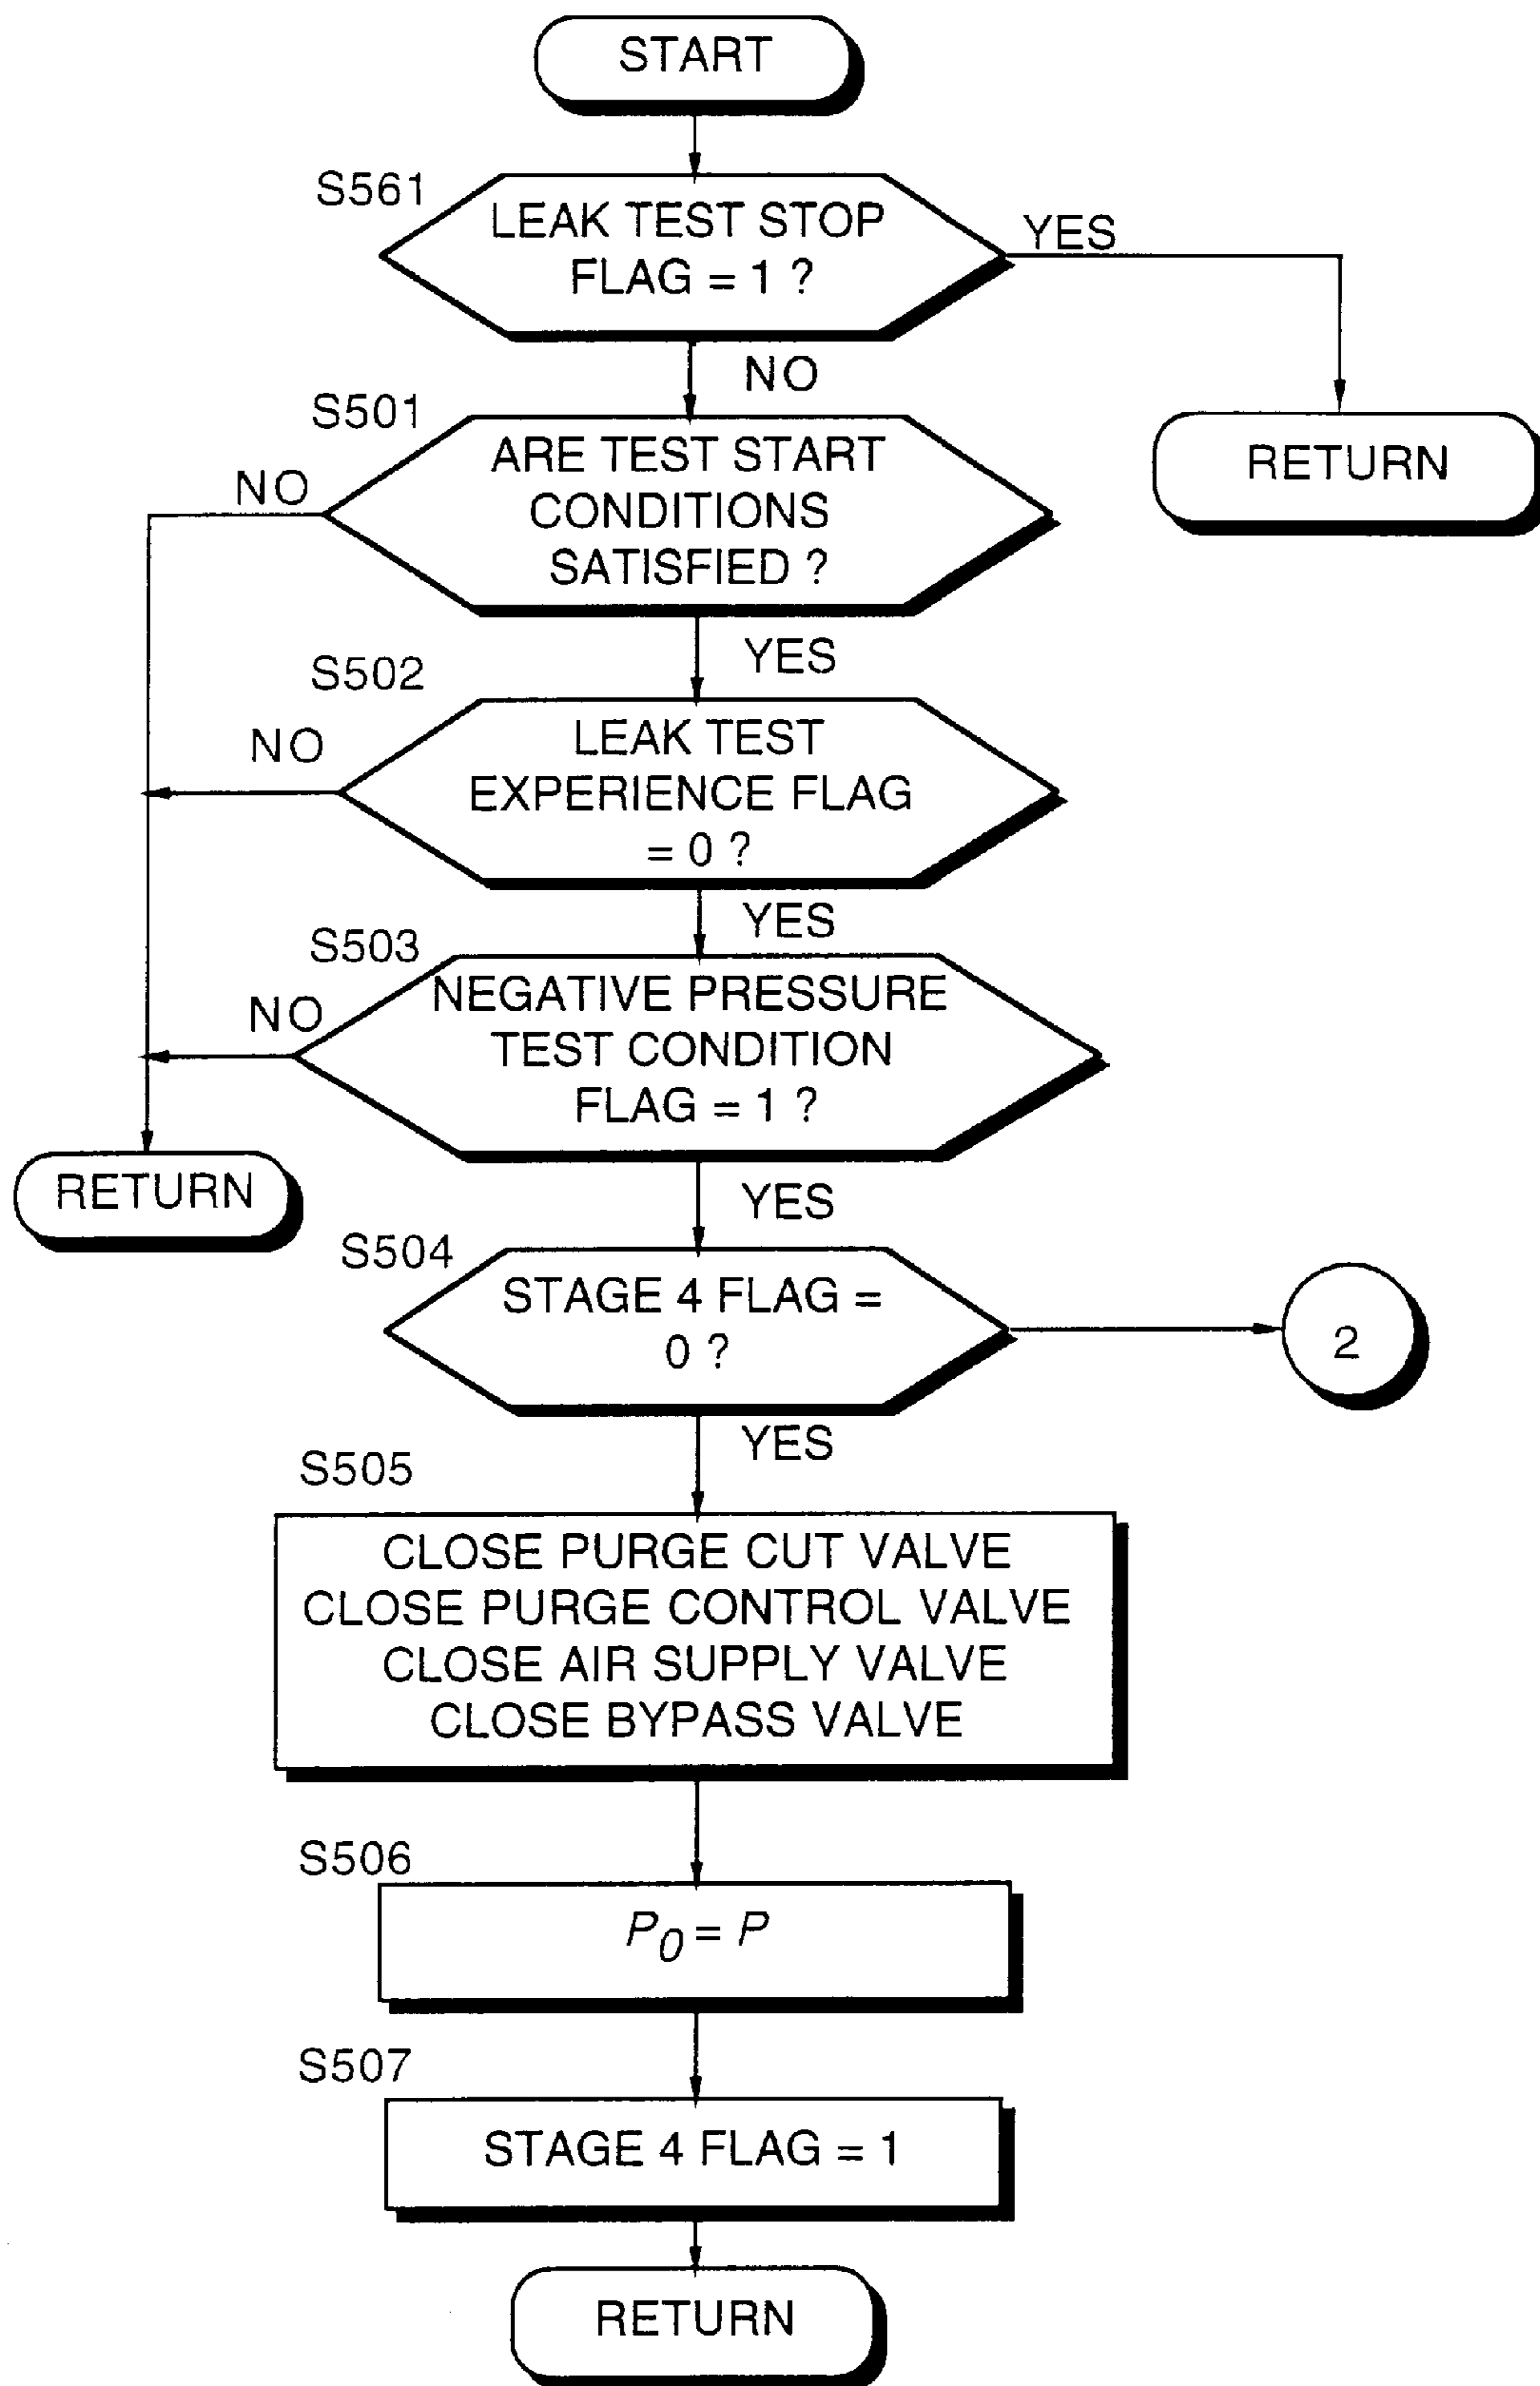 START
S561
LEAK TEST STOP
FLAG = 1 ?
YES
NO
RETURN
S501
ARE TEST START
CONDITIONS
SATISFIED ?
NO
YES
S502
LEAK TEST
EXPERIENCE FLAG
= 0 ?
NO
YES
S503
NEGATIVE PRESSURE
TEST CONDITION
FLAG = 1 ?
NO
YES
RETURN
S504
STAGE 4 FLAG =
0 ?
2
YES
S505
CLOSE PURGE CUT VALVE
CLOSE PURGE CONTROL VALVE
CLOSE AIR SUPPLY VALVE
CLOSE BYPASS VALVE
S506
P0 = P
S507
STAGE 4 FLAG = 1
RETURN